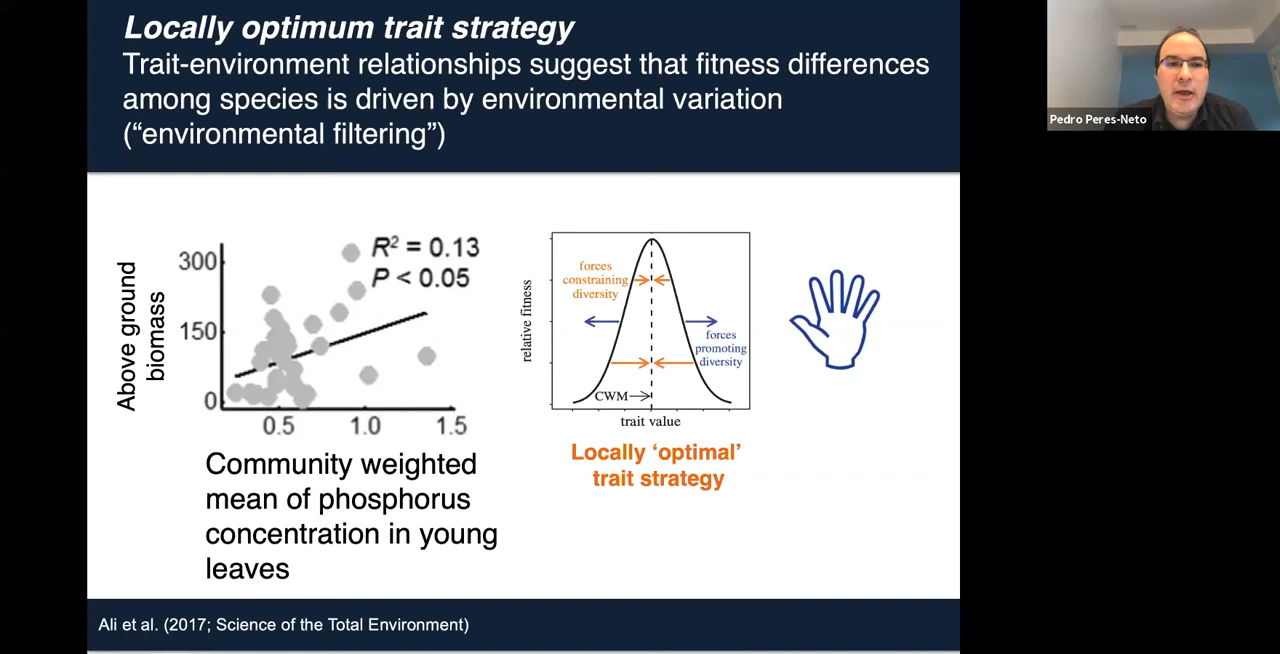 Locally optimum trait strategy
Trait-environment relationships suggest that fitness differences
among species is driven by environmental variation
(“environmental filtering”)
Pedro Peres-Neto
Above ground
biomass
300
150
0
R² = 0.13
P < 0.05
0.5 1.0 1.5
Community weighted
mean of phosphorus
concentration in young
leaves
relative fitness
forces
constraining
diversity
forces
promoting
diversity
CWM
trait value
Locally ‘optimal’
trait strategy
Ali et al. (2017; Science of the Total Environment)